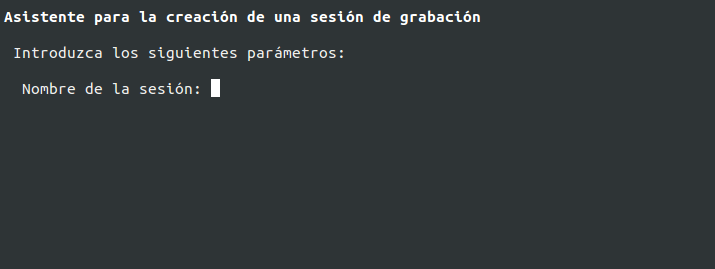 Asistente para la creación de una sesión de grabación
Introduzca los siguientes parámetros:
Nombre de la sesión: